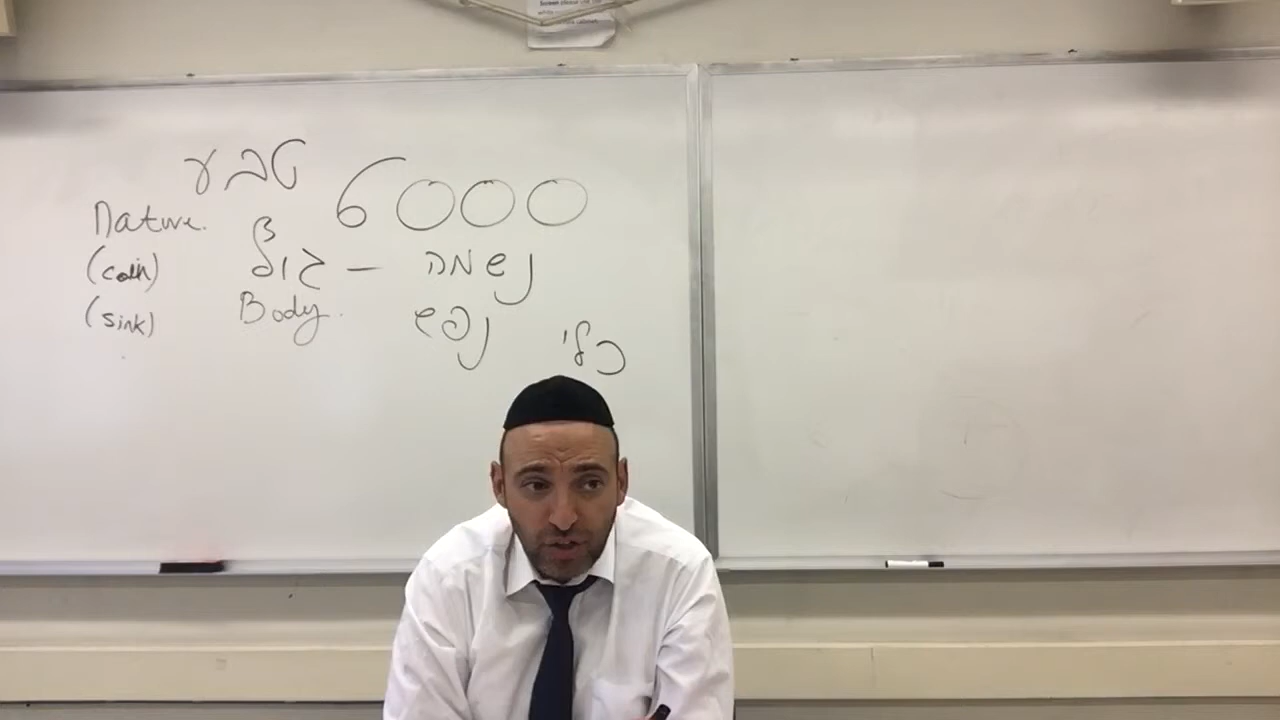 טבע 6000
Nature.
(coin) גוף — נשמה
(sink) Body. נפש כלי